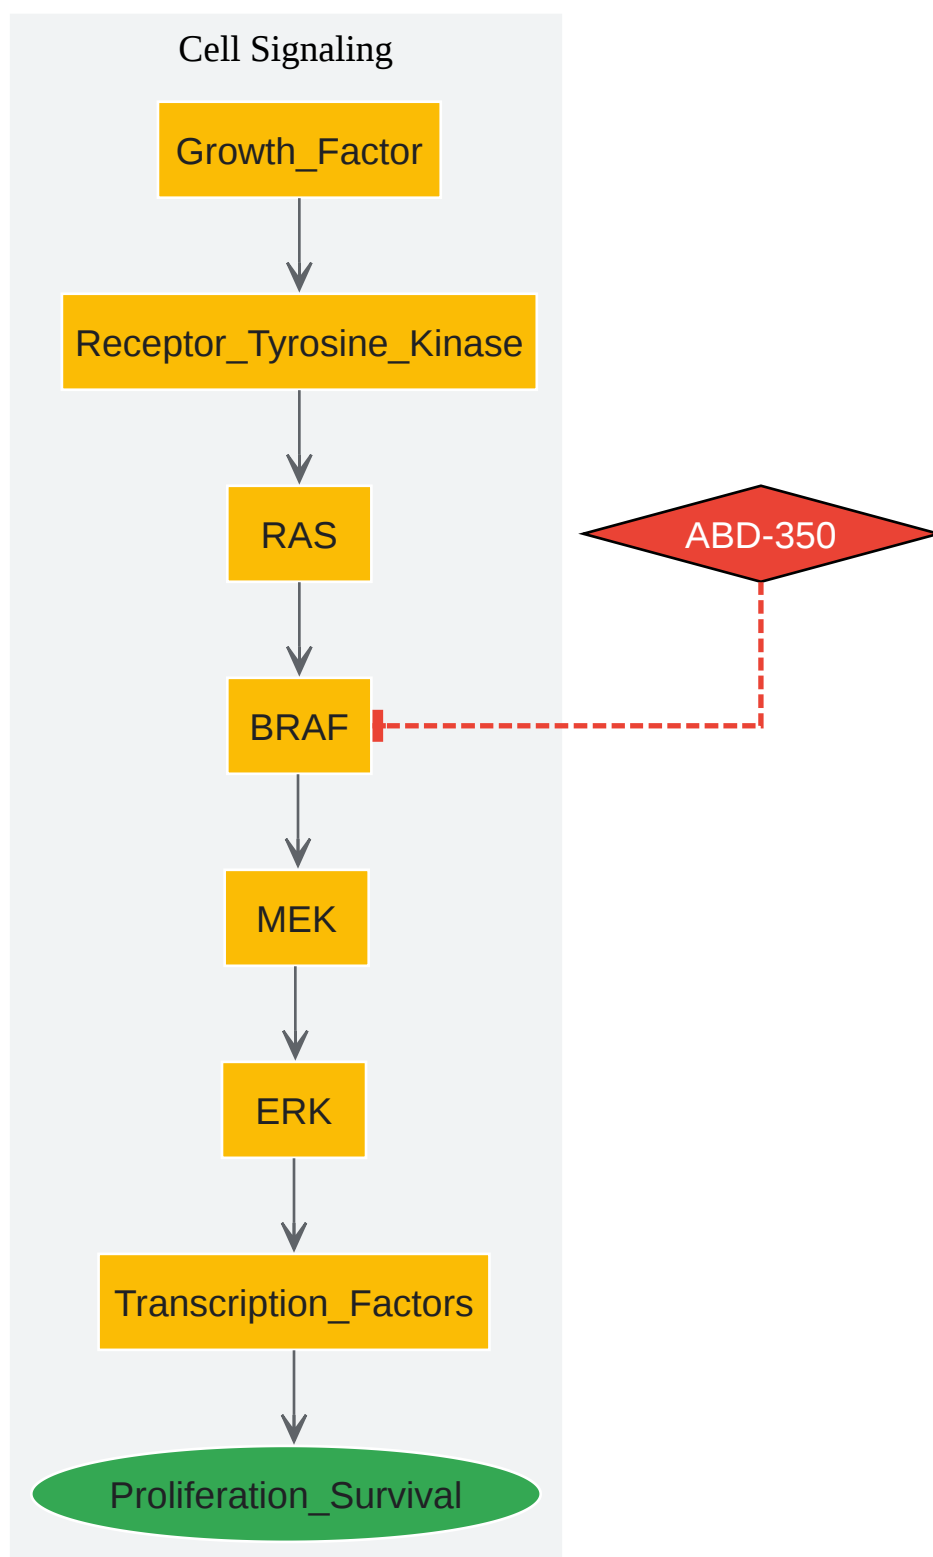 Cell Signaling
Growth_Factor
Receptor_Tyrosine_Kinase
RAS
ABD-350
BRAF
MEK
ERK
Transcription_Factors
Proliferation_Survival